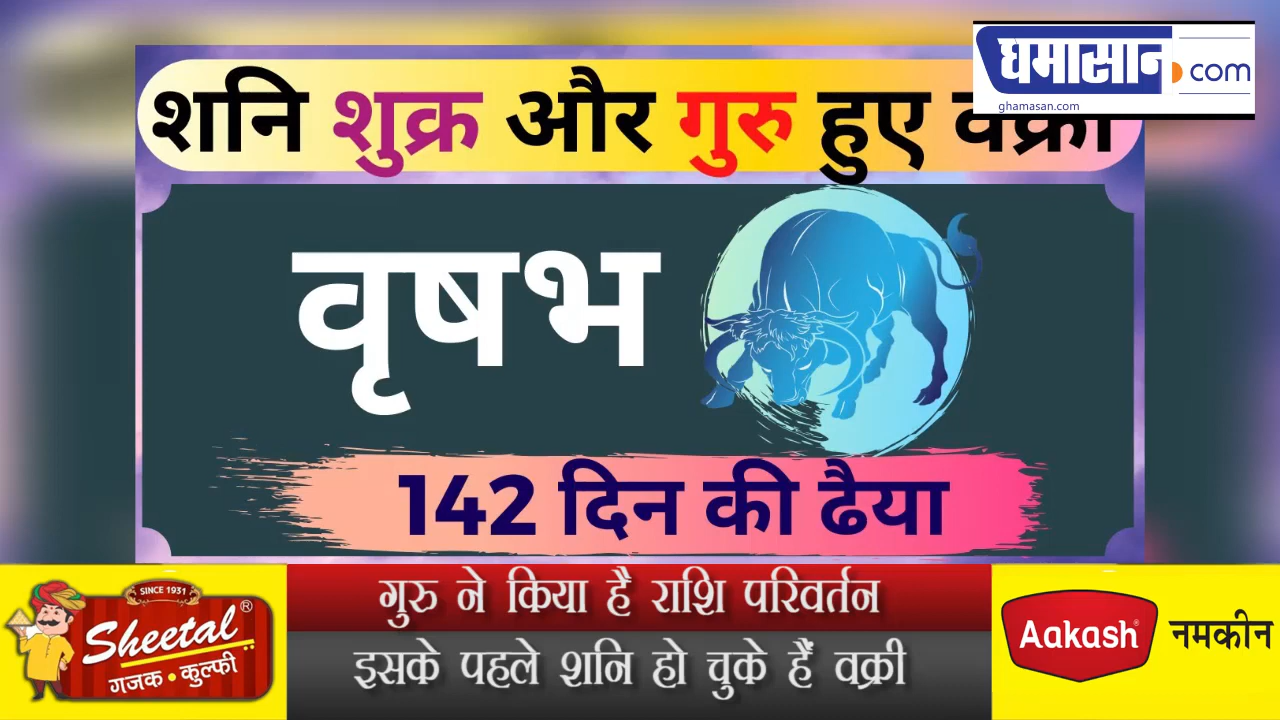 घमासान.com
ghamasan.com
शनि शुक्र और गुरु हुए वक्री
वृषभ
142 दिन की ढैया
गुरु ने किया है राशि परिवर्तन
इसके पहले शनि हो चुके हैं वक्री
SINCE 1931
Sheetal®
गजक • कुल्फी
Aakash®
नमकीन